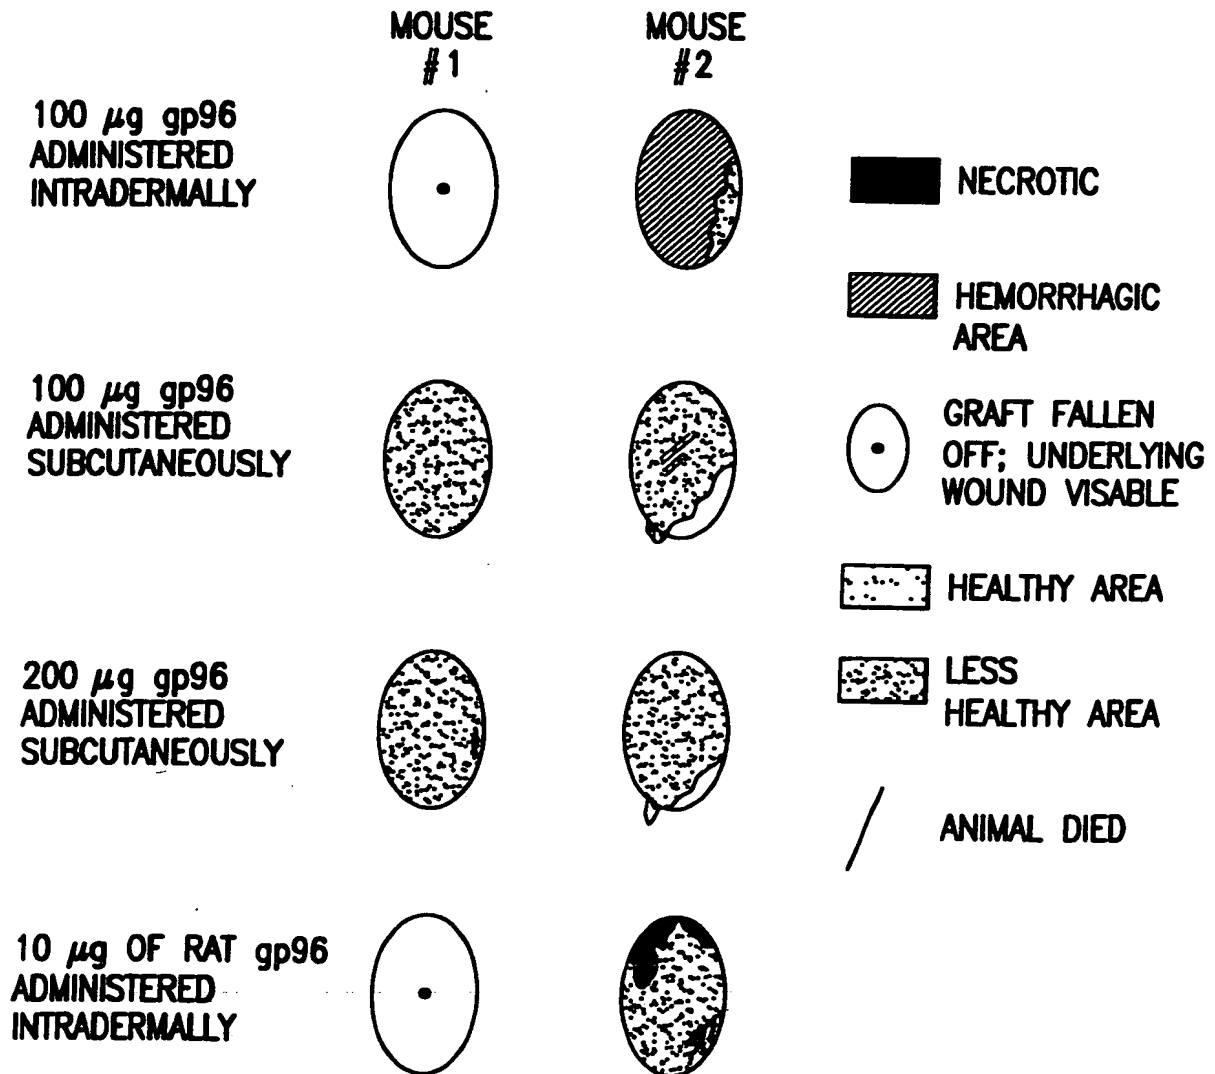 MOUSE
#1
MOUSE
#2
100 μg gp96
ADMINISTERED
INTRADERMALLY
NECROTIC
HEMORRHAGIC
AREA
100 μg gp96
ADMINISTERED
SUBCUTANEOUSLY
GRAFT FALLEN
OFF; UNDERLYING
WOUND VISABLE
HEALTHY AREA
200 μg gp96
ADMINISTERED
SUBCUTANEOUSLY
LESS
HEALTHY AREA
ANIMAL DIED
10 μg OF RAT gp96
ADMINISTERED
INTRADERMALLY